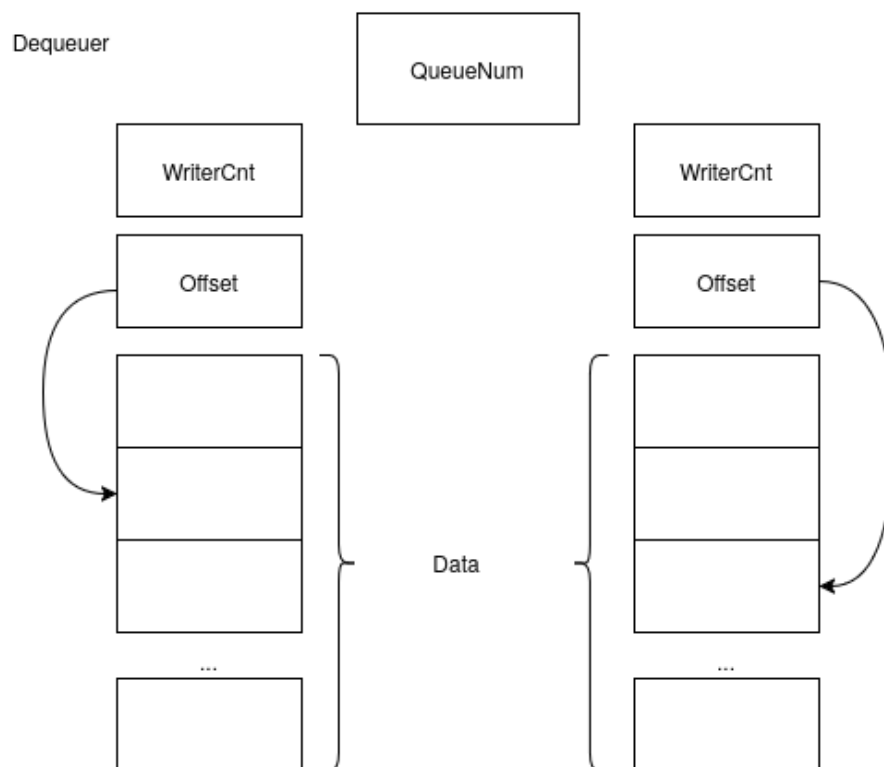 Dequeuer
QueueNum
WriterCnt
WriterCnt
Offset
Offset
Data
...
...